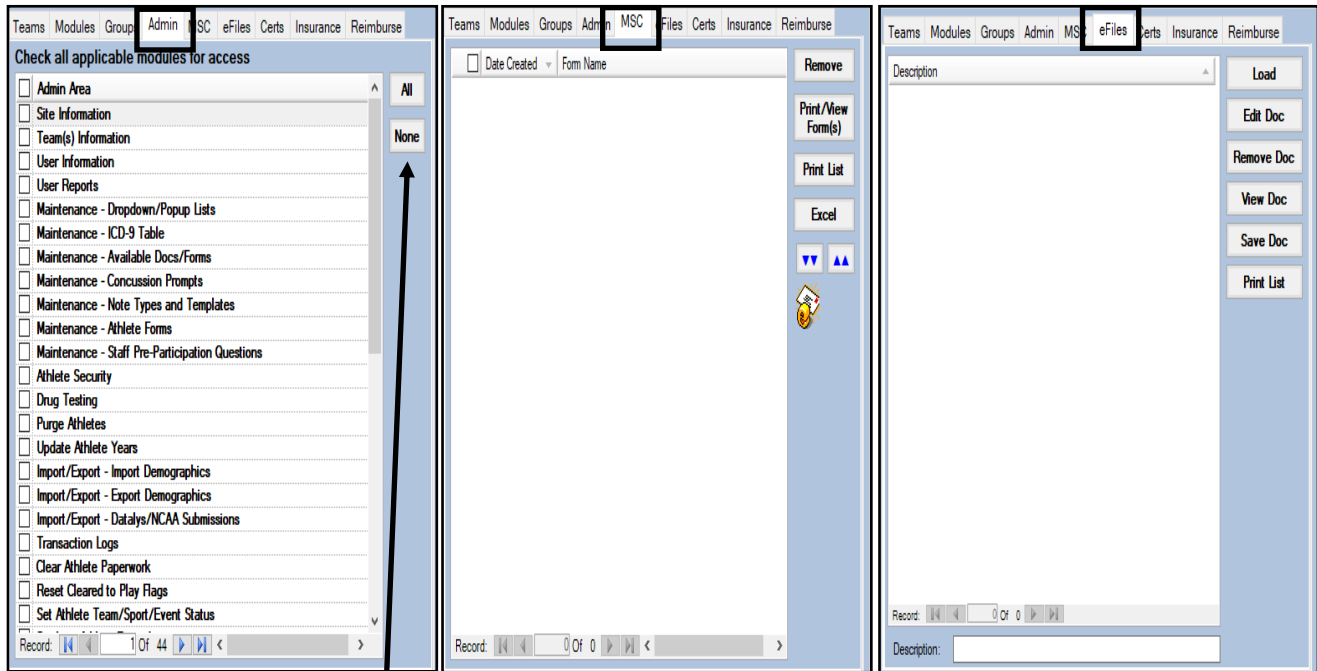 Teams Modules Groups Admin MSC eFiles Certs Insurance Reimburse
Check all applicable modules for access
Admin Area
Site Information
Team(s) Information
User Information
User Reports
Maintenance - Dropdown/Popup Lists
Maintenance - ICD-9 Table
Maintenance - Available Docs/Forms
Maintenance - Concussion Prompts
Maintenance - Note Types and Templates
Maintenance - Athlete Forms
Maintenance - Staff Pre-Participation Questions
Athlete Security
Drug Testing
Purge Athletes
Update Athlete Years
Import/Export - Import Demographics
Import/Export - Export Demographics
Import/Export - Datalys/NCAA Submissions
Transaction Logs
Clear Athlete Paperwork
Reset Cleared to Play Flags
Set Athlete Team/Sport/Event Status
Record: 1 Of 44
All
None
Teams Modules Groups Admin MSC eFiles Certs Insurance Reimburse
Date Created Form Name
Remove
Print/View
Form(s)
Print List
Excel
Record: 0 Of 0
Teams Modules Groups Admin MSC eFiles Certs Insurance Reimburse
Description
Load
Edit Doc
Remove Doc
View Doc
Save Doc
Print List
Record: 0 Of 0
Description: